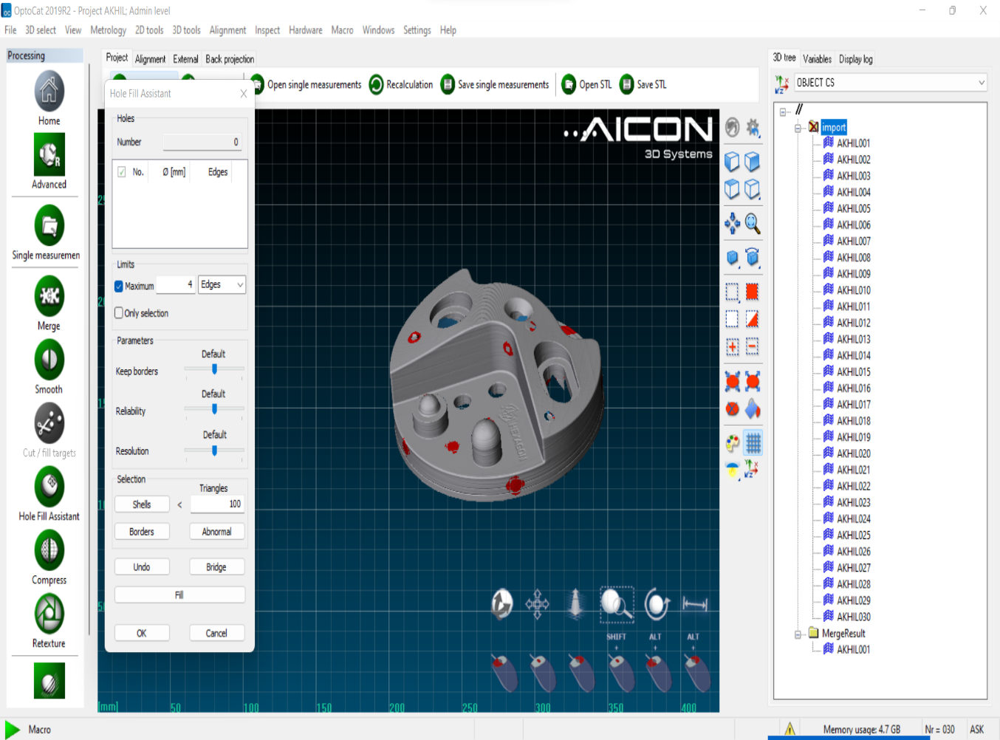 OptoCat 2019R2 - Project AKHIL; Admin level
File 3D select View Metrology 2D tools 3D tools Alignment Inspect Hardware Macro Windows Settings Help
Processing
Home
Advanced
Single measuremen
Merge
Smooth
Cut / fill targets
Hole Fill Assistant
Compress
Retexture
Project Alignment External Back projection
Open single measurements Recalculation Save single measurements Open STL Save STL
Hole Fill Assistant
Holes
Number 0
No. Ø [mm] Edges
Limits
Maximum 4 Edges
Only selection
Parameters
Default
Keep borders
Default
Reliability
Default
Resolution
Selection
Triangles
Shells < 100
Borders Abnormal
Undo Bridge
Fill
OK Cancel
AICON
3D Systems
HEXAGON
SHIFT ALT ALT
+ + +
[mm] 50 100 150 200 250 300 350 400
3D tree Variables Display log
OBJECT CS
//
import
AKHIL001
AKHIL002
AKHIL003
AKHIL004
AKHIL005
AKHIL006
AKHIL007
AKHIL008
AKHIL009
AKHIL010
AKHIL011
AKHIL012
AKHIL013
AKHIL014
AKHIL015
AKHIL016
AKHIL017
AKHIL018
AKHIL019
AKHIL020
AKHIL021
AKHIL022
AKHIL023
AKHIL024
AKHIL025
AKHIL026
AKHIL027
AKHIL028
AKHIL029
AKHIL030
MergeResult
AKHIL001
Macro
Memory usage: 4.7 GB Nr = 030 ASK